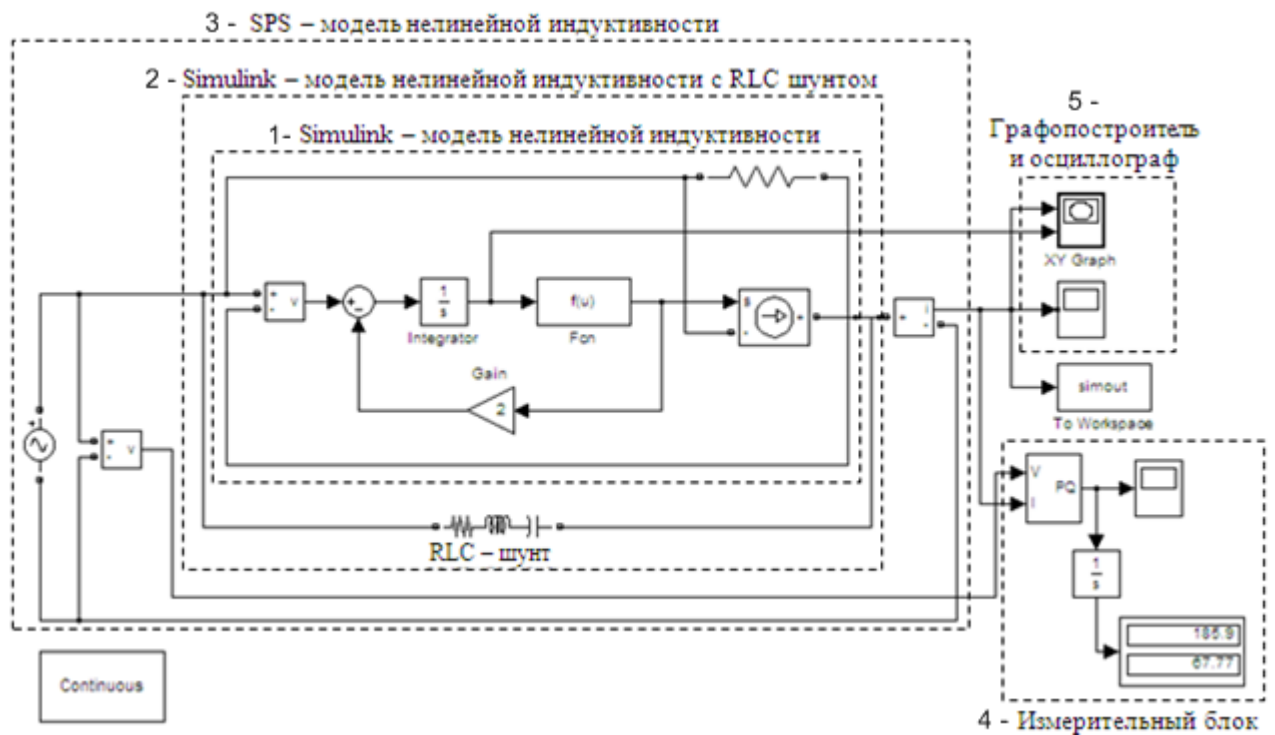 3 - SPS – модель нелинейной индуктивности
2 - Simulink – модель нелинейной индуктивности с RLC шунтом
1- Simulink – модель нелинейной индуктивности
5 -
Графопостроитель
и осциллограф
XY Graph
+
-
v
+
-
1
s
Integrator
f(u)
Fcn
s
-
+
+
i
-
Gain
2
simout
To Workspace
+
-
v
V
I
PQ
RLC – шунт
1
s
185.9
67.77
Continuous
4 - Измерительный блок